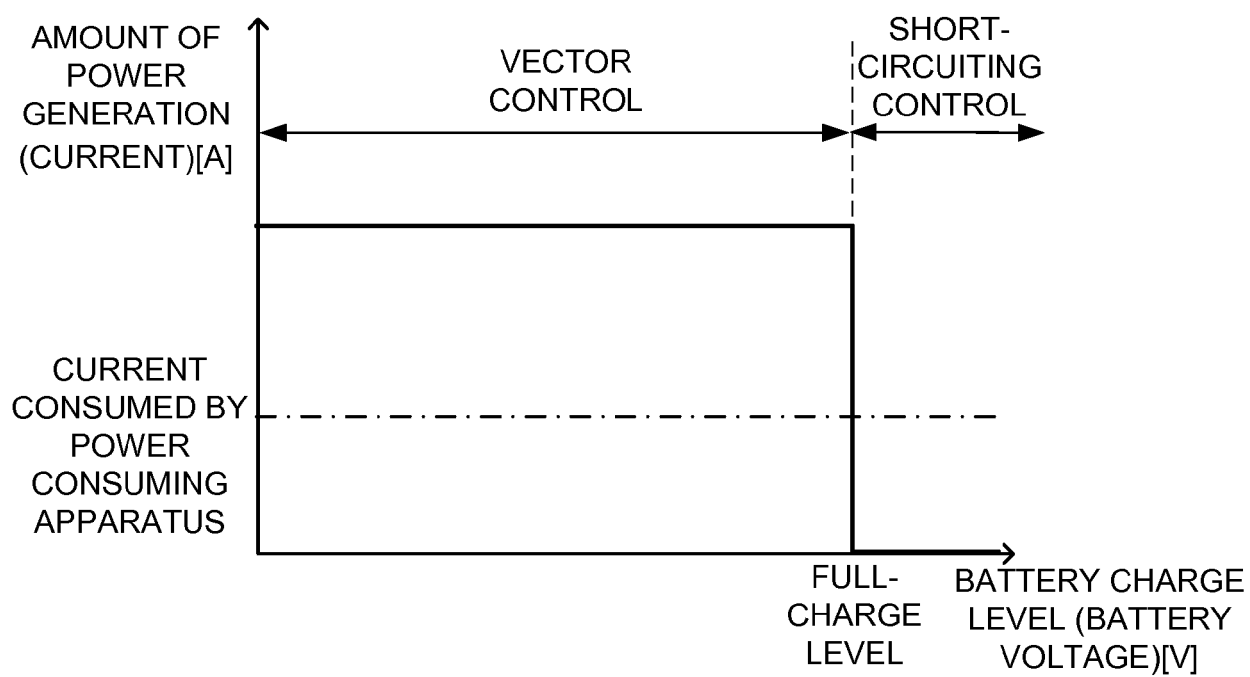 AMOUNT OF
POWER
GENERATION
(CURRENT)[A]
VECTOR
CONTROL
SHORT-
CIRCUITING
CONTROL
CURRENT
CONSUMED BY
POWER
CONSUMING
APPARATUS
FULL-
CHARGE
LEVEL
BATTERY CHARGE
LEVEL (BATTERY
VOLTAGE)[V]